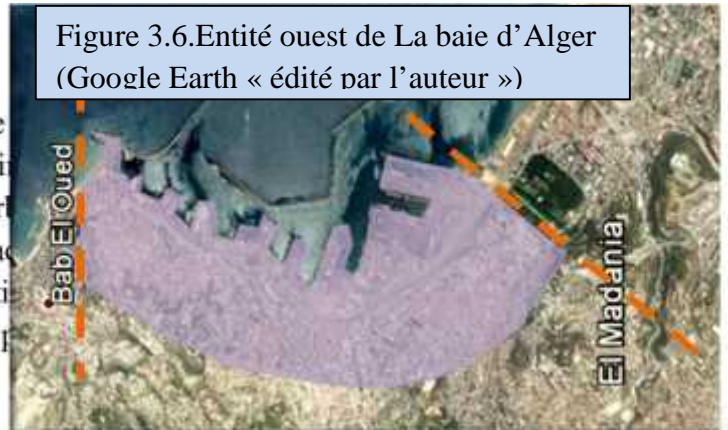 Figure 3.6.Entité ouest de La baie d’Alger
(Google Earth « édité par l’auteur »)
Bab El Oued
El Madania